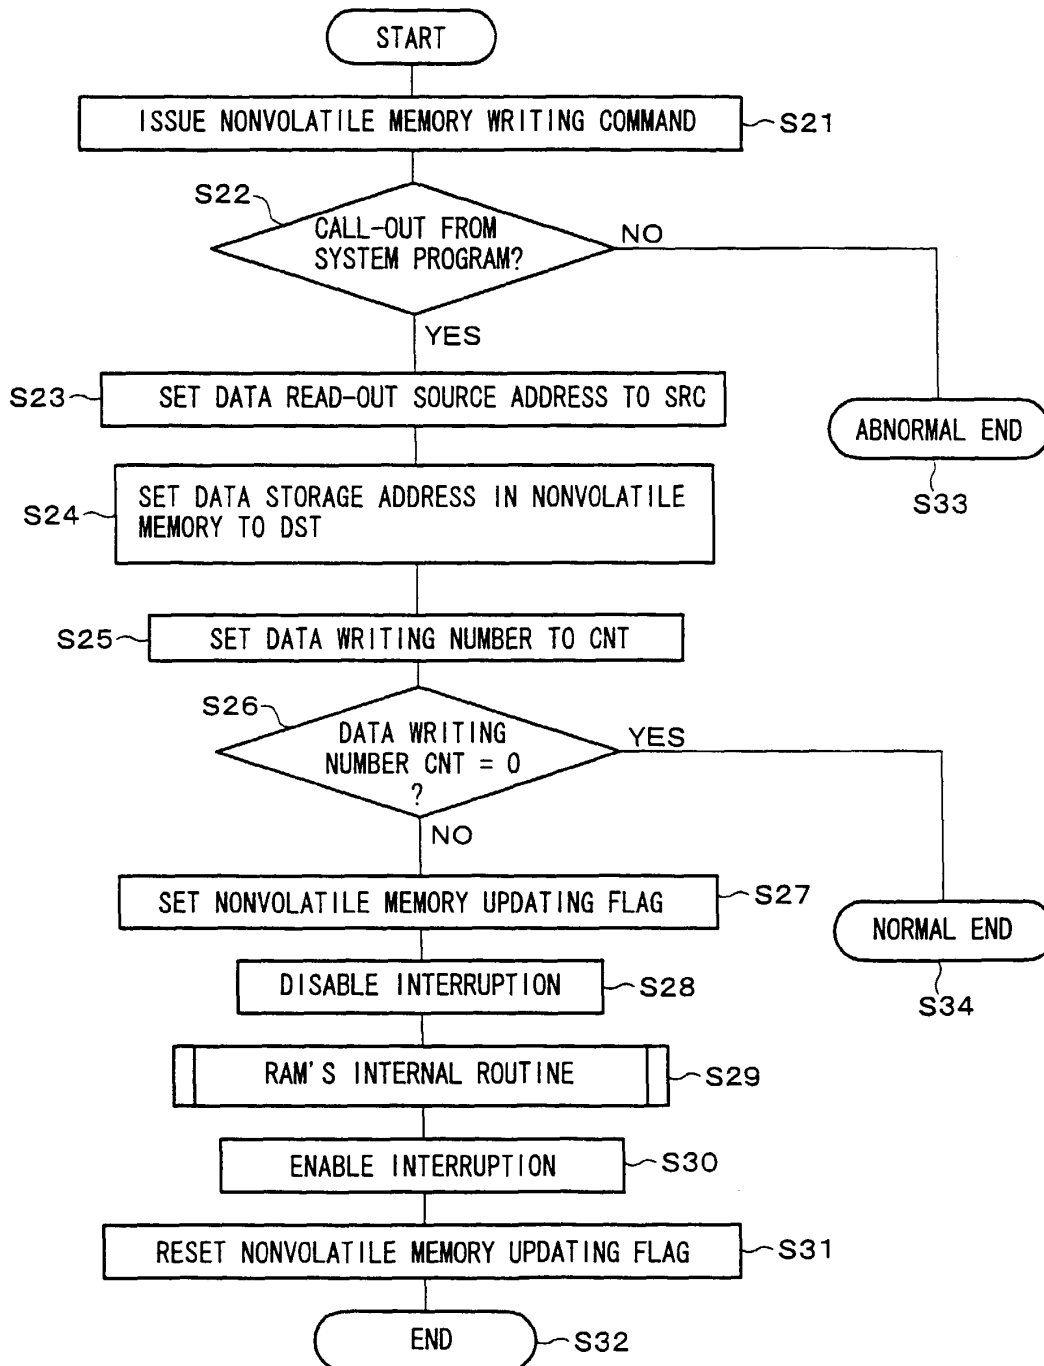 START
ISSUE NONVOLATILE MEMORY WRITING COMMAND
S21
S22
CALL-OUT FROM
SYSTEM PROGRAM?
NO
YES
S23
SET DATA READ-OUT SOURCE ADDRESS TO SRC
ABNORMAL END
S33
S24
SET DATA STORAGE ADDRESS IN NONVOLATILE
MEMORY TO DST
S25
SET DATA WRITING NUMBER TO CNT
S26
DATA WRITING
NUMBER CNT = 0
?
YES
NO
SET NONVOLATILE MEMORY UPDATING FLAG
S27
NORMAL END
S34
DISABLE INTERRUPTION
S28
RAM'S INTERNAL ROUTINE
S29
ENABLE INTERRUPTION
S30
RESET NONVOLATILE MEMORY UPDATING FLAG
S31
END
S32